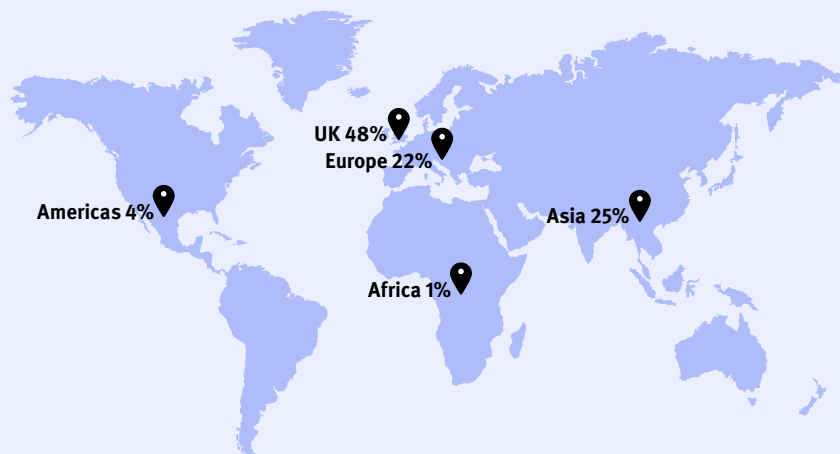 UK 48%
Europe 22%
Americas 4%
Asia 25%
Africa 1%